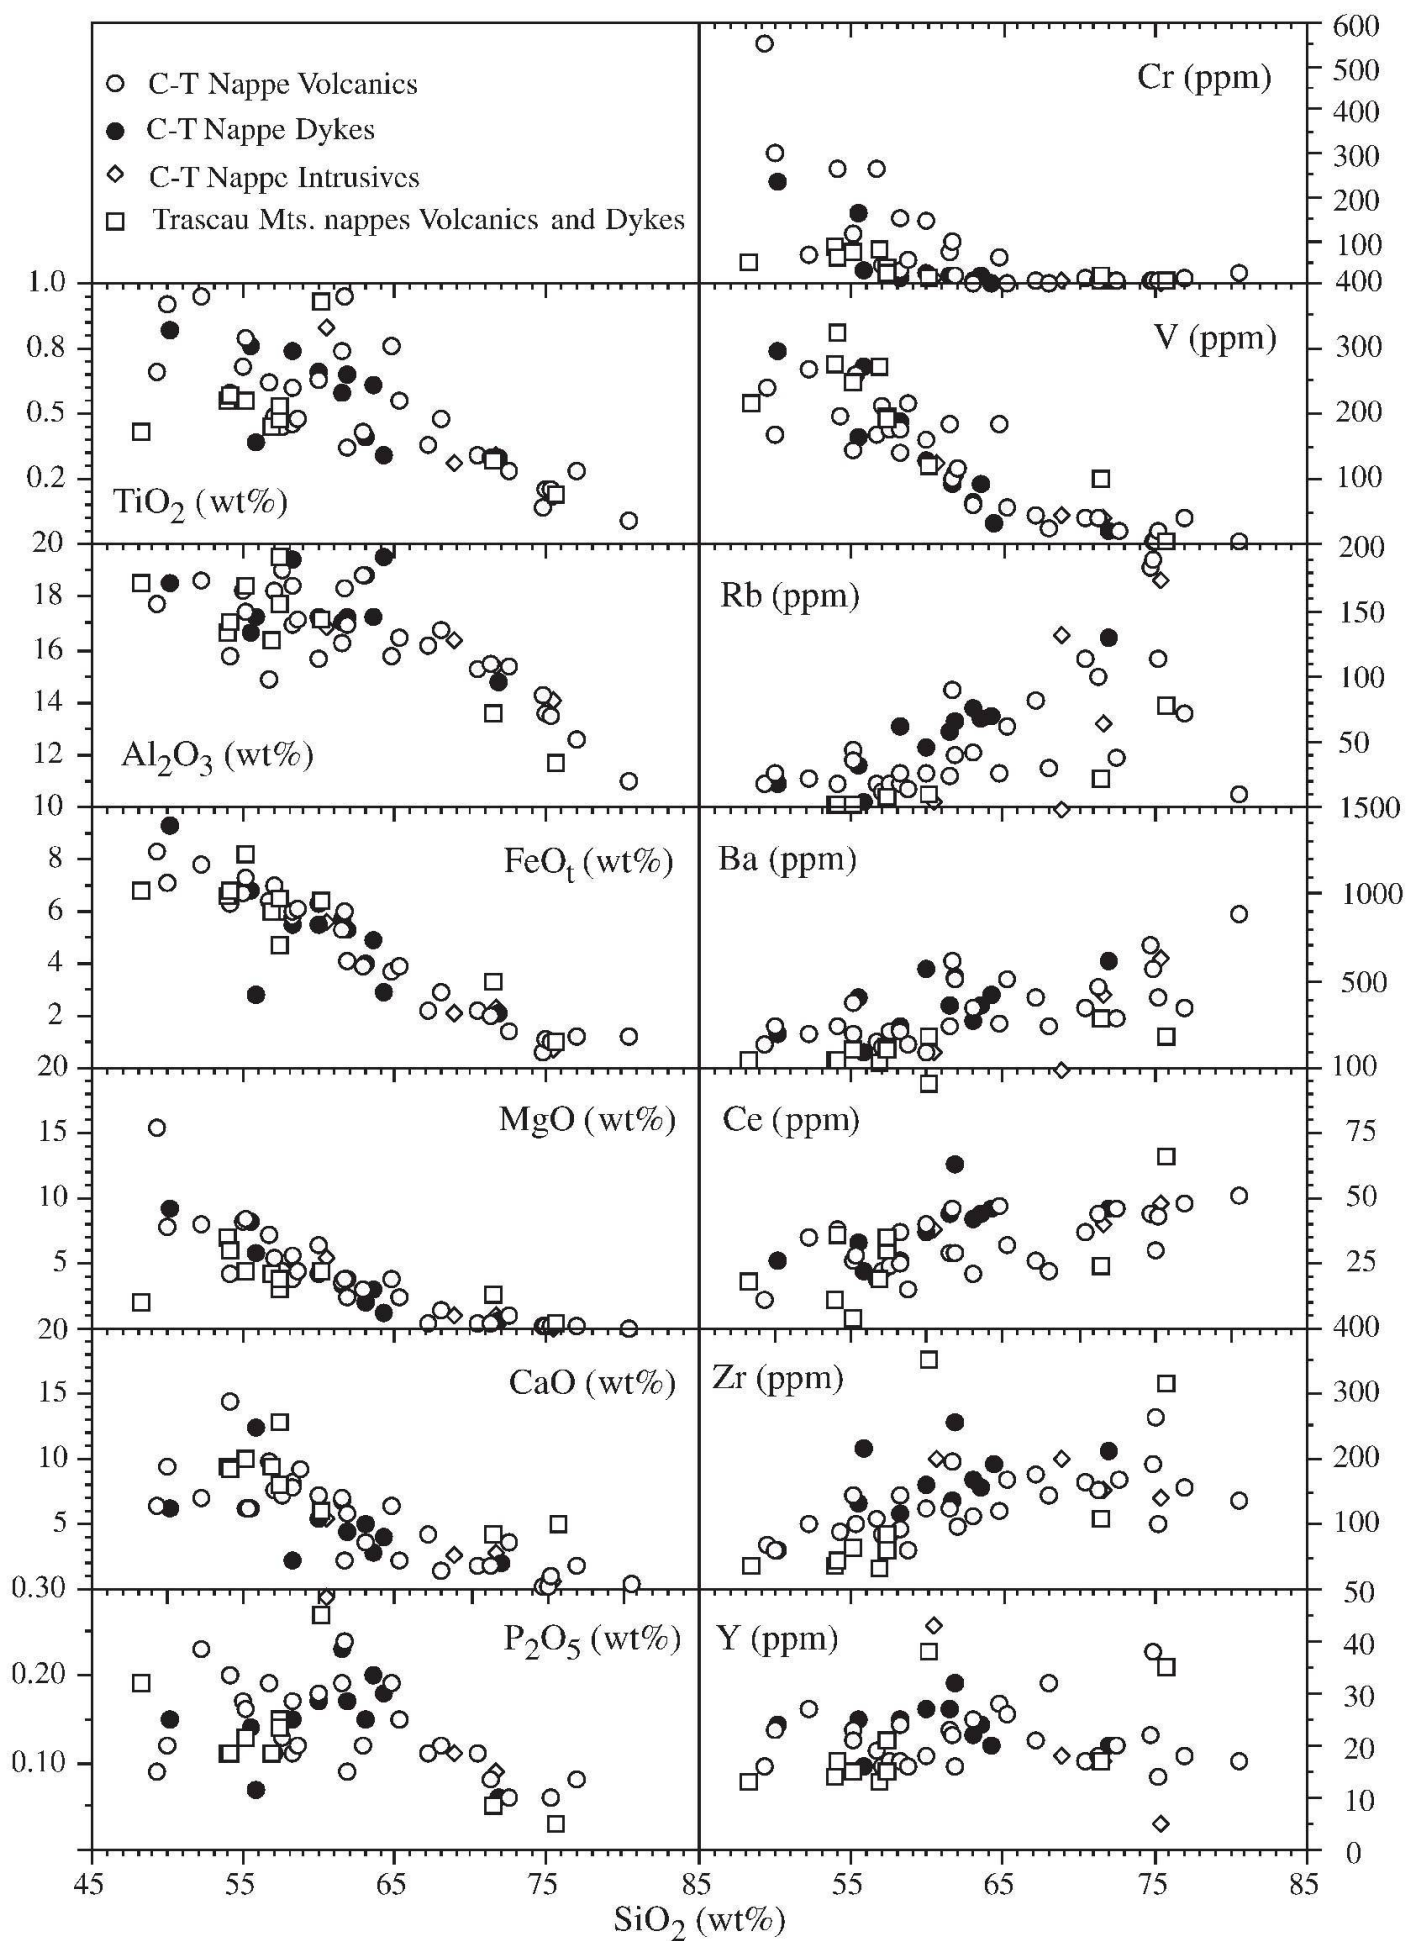 C-T Nappe Volcanics
C-T Nappe Dykes
C-T Nappe Intrusives
Trascau Mts. nappes Volcanics and Dykes
Cr (ppm)
600
500
400
300
200
100
400
TiO2 (wt%)
1.0
0.8
0.5
0.2
20
V (ppm)
300
200
100
200
Al2O3 (wt%)
18
16
14
12
10
Rb (ppm)
150
100
50
1500
FeOt (wt%)
8
6
4
2
20
Ba (ppm)
1000
500
100
MgO (wt%)
15
10
5
20
Ce (ppm)
75
50
25
400
CaO (wt%)
15
10
5
0.30
Zr (ppm)
300
200
100
50
P2O5 (wt%)
0.20
0.10
Y (ppm)
40
30
20
10
0
45 55 65 75 85 55 65 75 85
SiO2 (wt%)